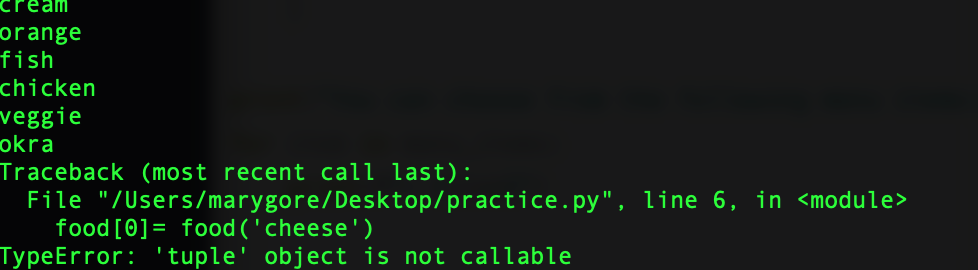 cream
orange
fish
chicken
veggie
okra
Traceback (most recent call last):
  File "/Users/marygore/Desktop/practice.py", line 6, in <module>
    food[0]= food('cheese')
TypeError: 'tuple' object is not callable